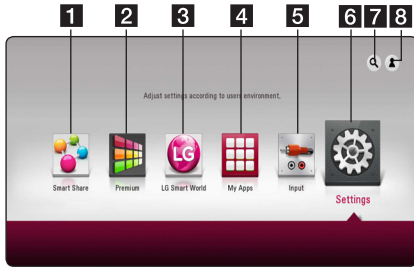 1 2 3 4 5 6 7 8
Adjust settings according to users environment.
LG
Smart Share Premium LG Smart World My Apps Input Settings